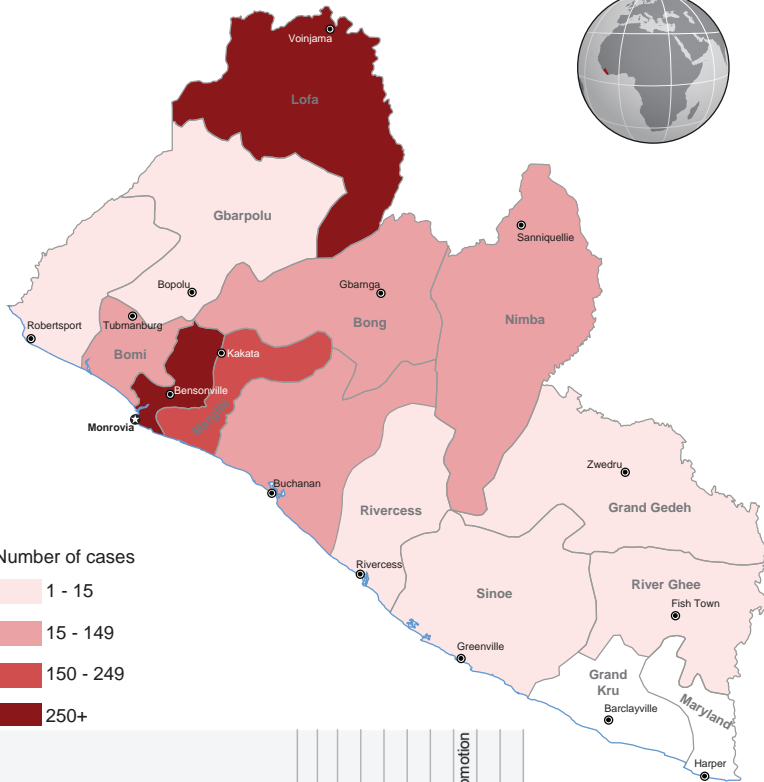 Voinjama
Lofa
Gbarpolu
Sanniquellie
Bopolu
Gbarnga
Robertsport
Tubmanburg
Bong
Nimba
Bomi
Kakata
Bensonville
Margibi
Monrovia
Zwedru
Buchanan
Rivercess
Grand Gedeh
Number of cases
Rivercess
River Ghee
1 - 15
Sinoe
Fish Town
15 - 149
Greenville
150 - 249
Grand
Kru
Barclayville
Maryland
250+
Harper